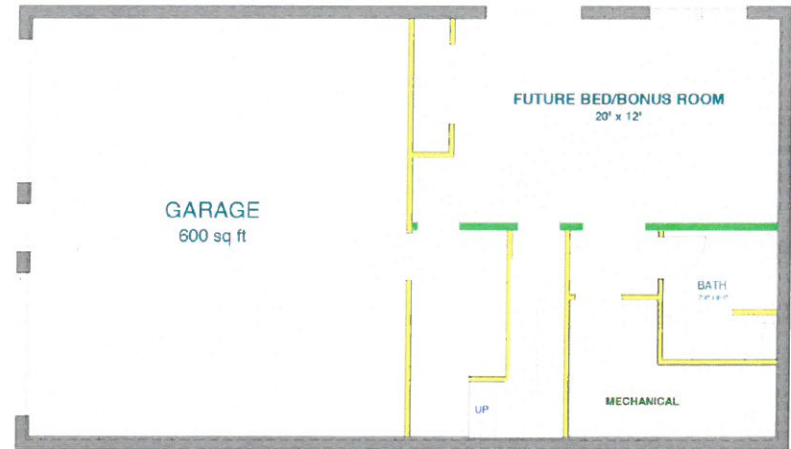 FUTURE BED/BONUS ROOM
20' x 12'
GARAGE
600 sq ft
BATH
UP
MECHANICAL